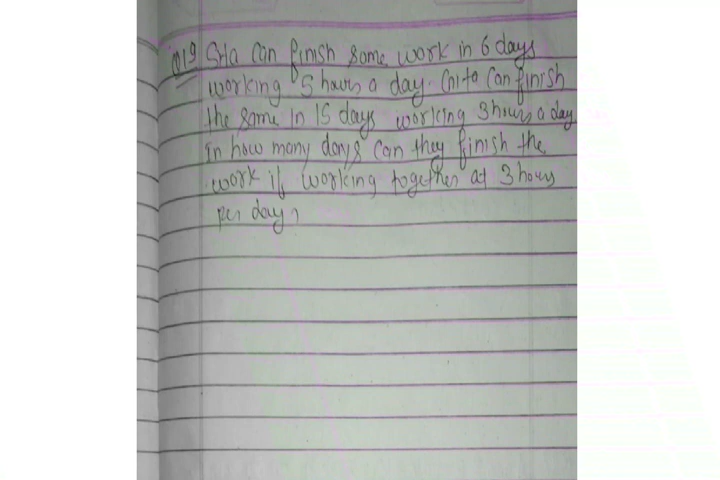 Q19 Sita can finish some work in 6 days
working 5 hours a day. Gita can finish
the same in 15 days working 3 hours a day
In how many days can they finish the
work if working together at 3 hours
per day?